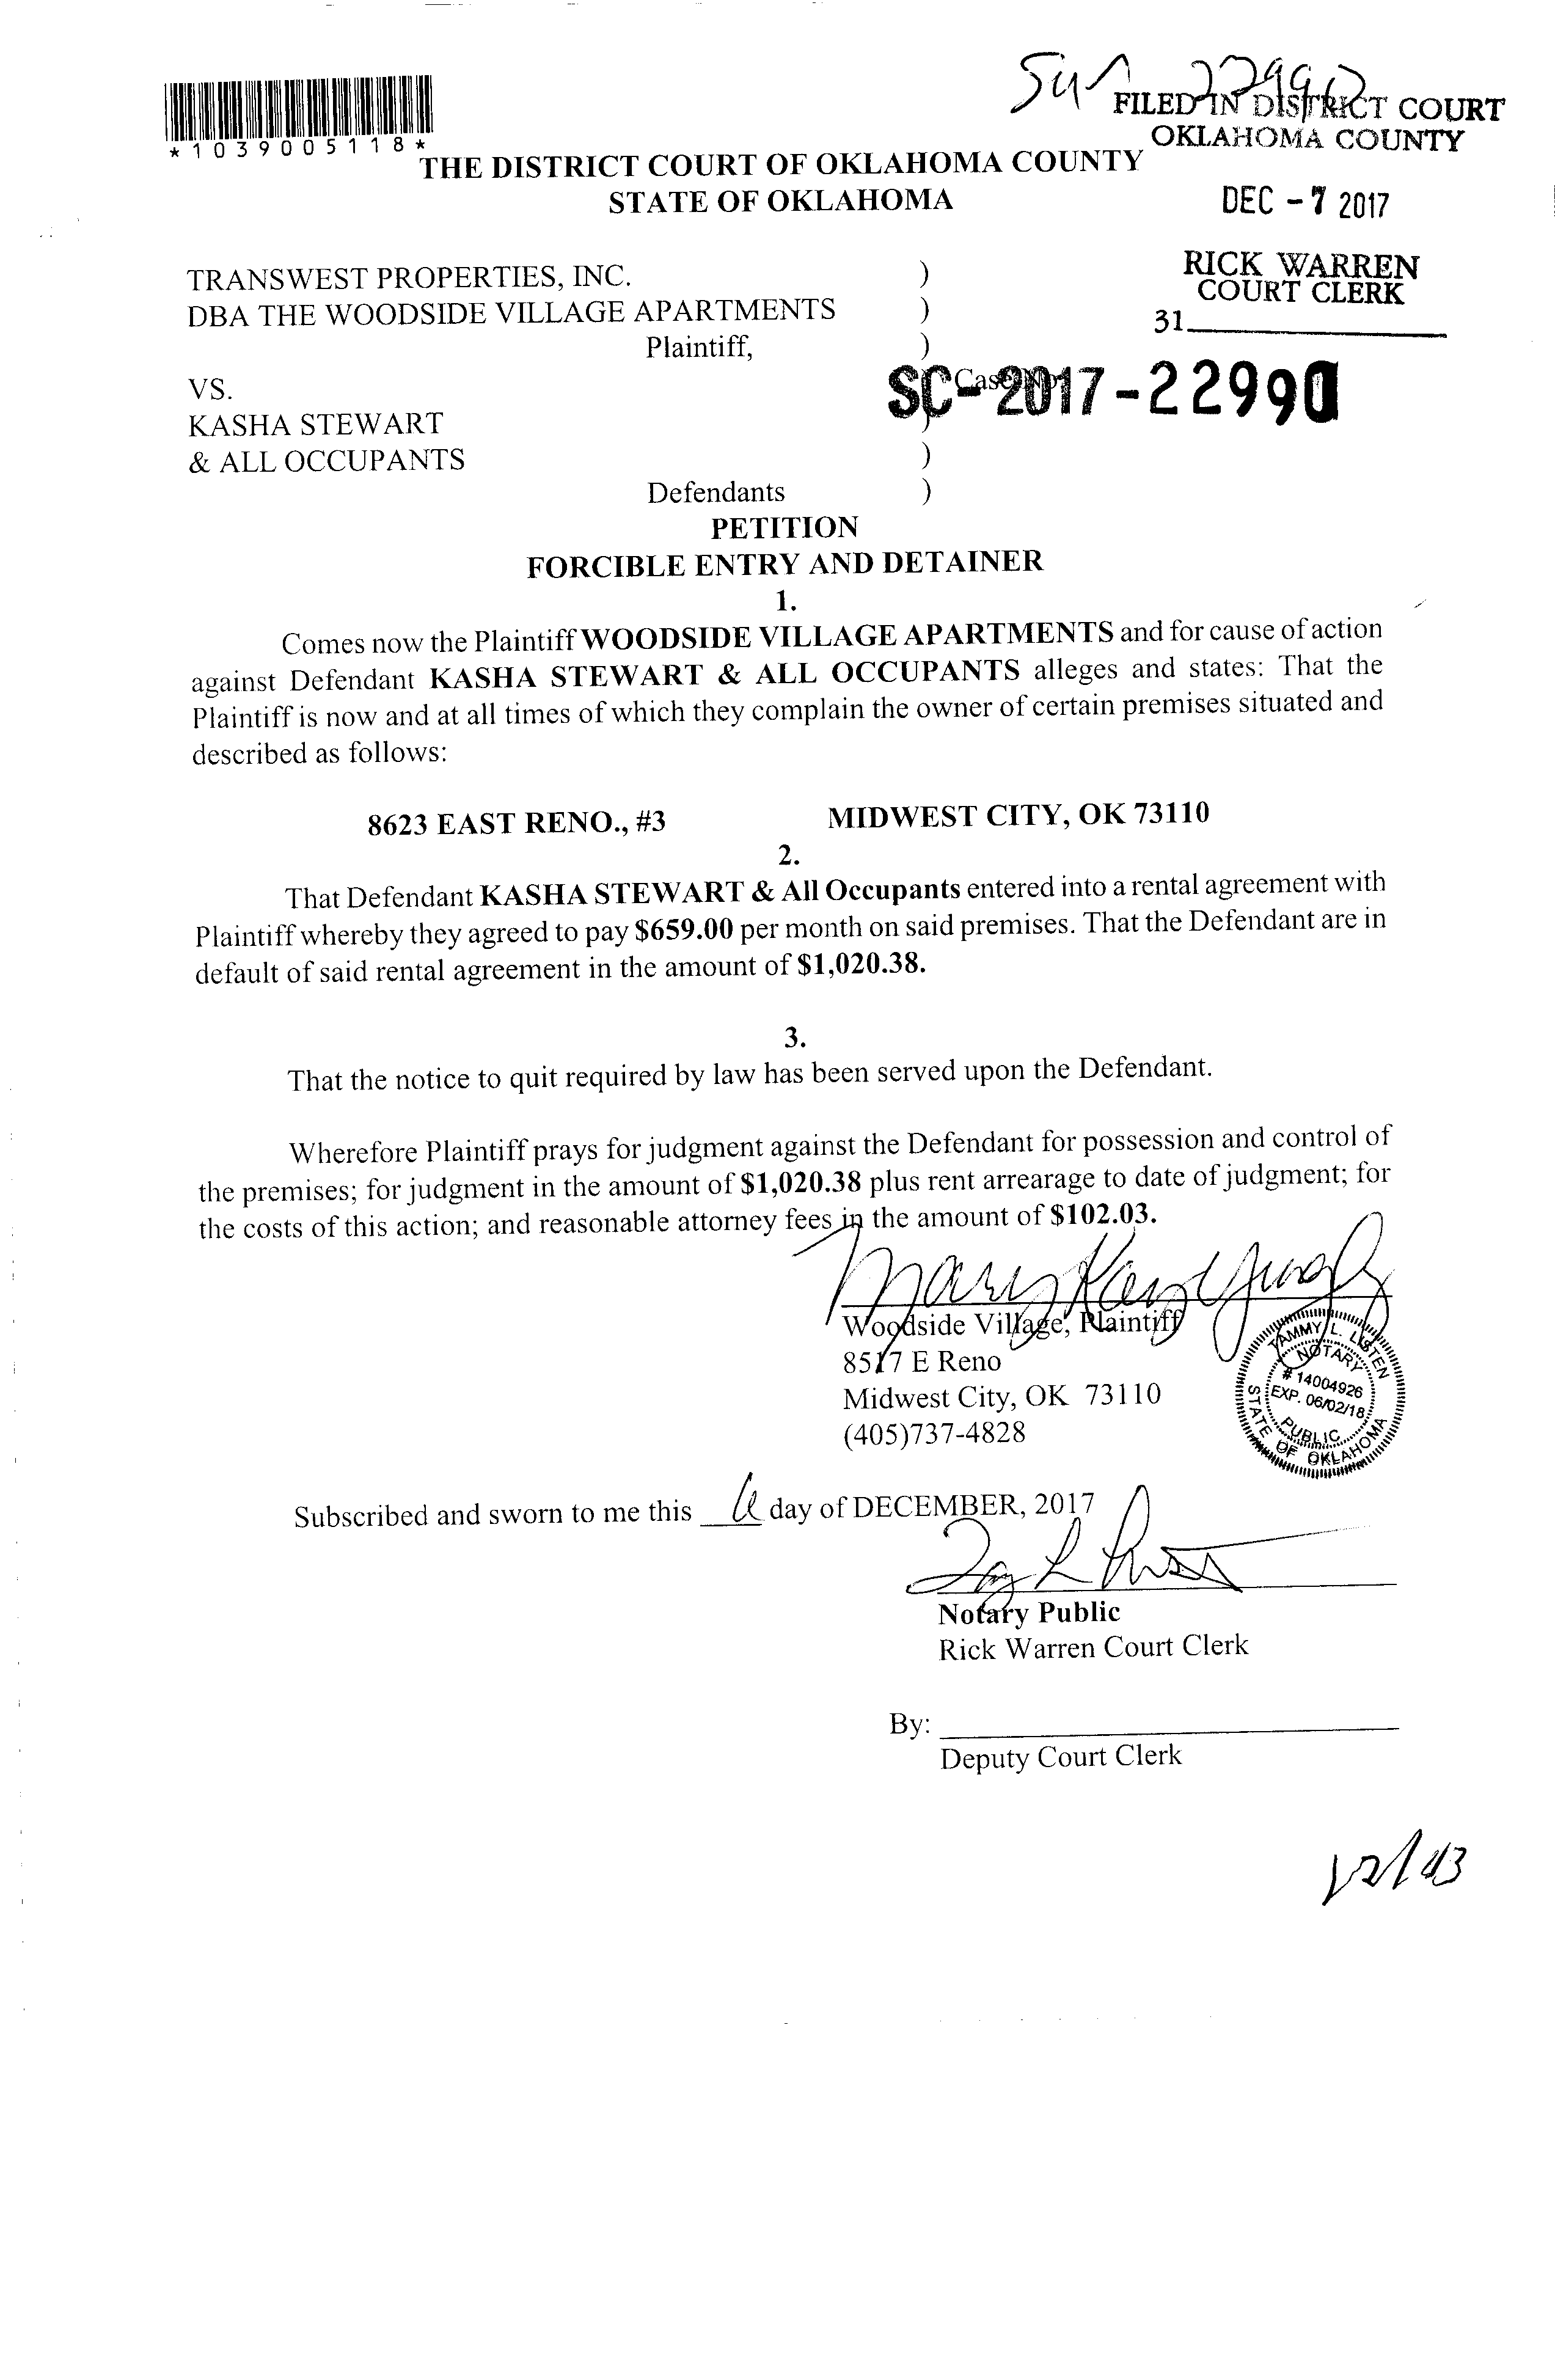 22990
FILED IN DISTRICT COURT
OKLAHOMA COUNTY
*1039005118*
THE DISTRICT COURT OF OKLAHOMA COUNTY
STATE OF OKLAHOMA
DEC -7 2017
RICK WARREN
COURT CLERK
31
TRANSWEST PROPERTIES, INC. )
DBA THE WOODSIDE VILLAGE APARTMENTS )
Plaintiff, )
VS. ) Case No.
SC-2017-22990
KASHA STEWART )
& ALL OCCUPANTS )
Defendants )
PETITION
FORCIBLE ENTRY AND DETAINER
1.
Comes now the Plaintiff WOODSIDE VILLAGE APARTMENTS and for cause of action
against Defendant KASHA STEWART & ALL OCCUPANTS alleges and states: That the
Plaintiff is now and at all times of which they complain the owner of certain premises situated and
described as follows:
8623 EAST RENO., #3 MIDWEST CITY, OK 73110
2.
That Defendant KASHA STEWART & All Occupants entered into a rental agreement with
Plaintiff whereby they agreed to pay $659.00 per month on said premises. That the Defendant are in
default of said rental agreement in the amount of $1,020.38.
3.
That the notice to quit required by law has been served upon the Defendant.
Wherefore Plaintiff prays for judgment against the Defendant for possession and control of
the premises; for judgment in the amount of $1,020.38 plus rent arrearage to date of judgment; for
the costs of this action; and reasonable attorney fees in the amount of $102.03.
Woodside Village, Plaintiff
8517 E Reno
Midwest City, OK 73110
(405)737-4828
TAMMY L. LISTEN
NOTARY
# 14004926
EXP. 06/02/18
PUBLIC
STATE OF OKLAHOMA
Subscribed and sworn to me this day of DECEMBER, 2017
Notary Public
Rick Warren Court Clerk
By:
Deputy Court Clerk